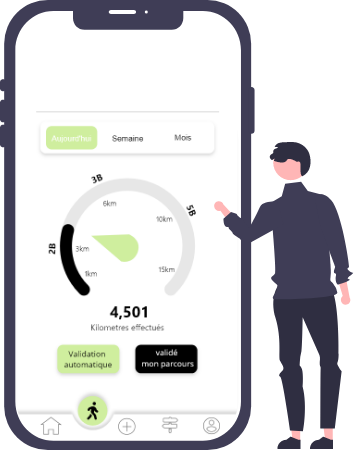 Aujourd'hui Semaine Mois
3B
6km
5B
10km
2B
3km
15km
1km
4,501
Kilometres effectués
Validation
automatique
validé
mon parcours